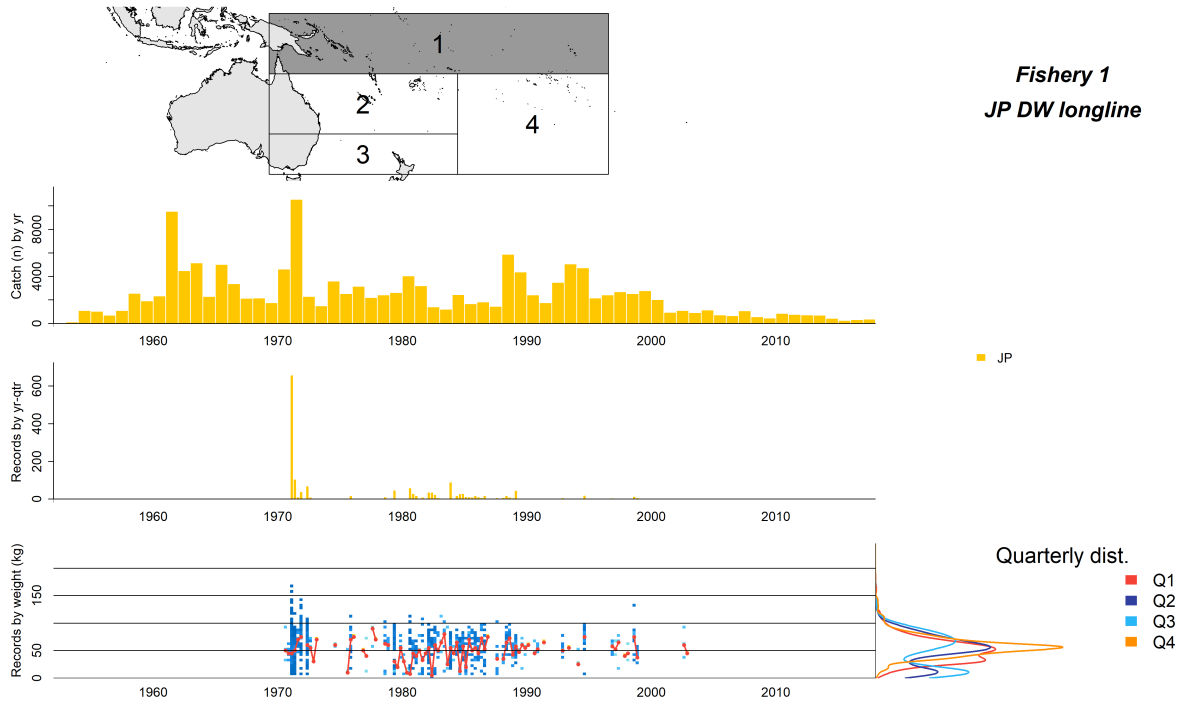 1
2
3
4
Fishery 1
JP DW longline
Catch (n) by yr
0 4000 8000
1960 1970 1980 1990 2000 2010
JP
Records by yr-qtr
0 200 400 600
1960 1970 1980 1990 2000 2010
Records by weight (kg)
0 50 150
1960 1970 1980 1990 2000 2010
Quarterly dist.
Q1
Q2
Q3
Q4